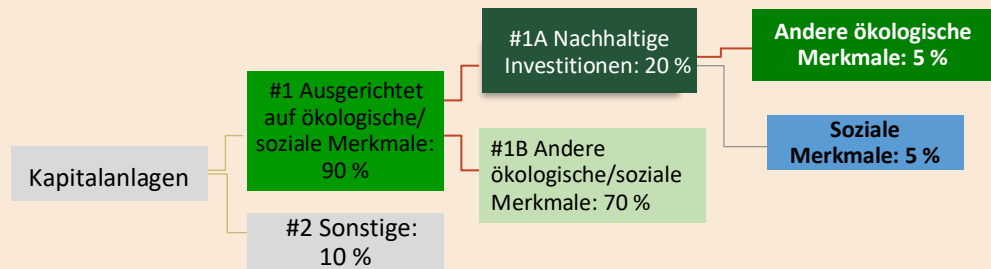 #1A Nachhaltige
Investitionen: 20 %
Andere ökologische
Merkmale: 5 %
#1 Ausgerichtet
auf ökologische/
soziale Merkmale:
90 %
Soziale
Merkmale: 5 %
#1B Andere
ökologische/soziale
Merkmale: 70 %
Kapitalanlagen
#2 Sonstige:
10 %